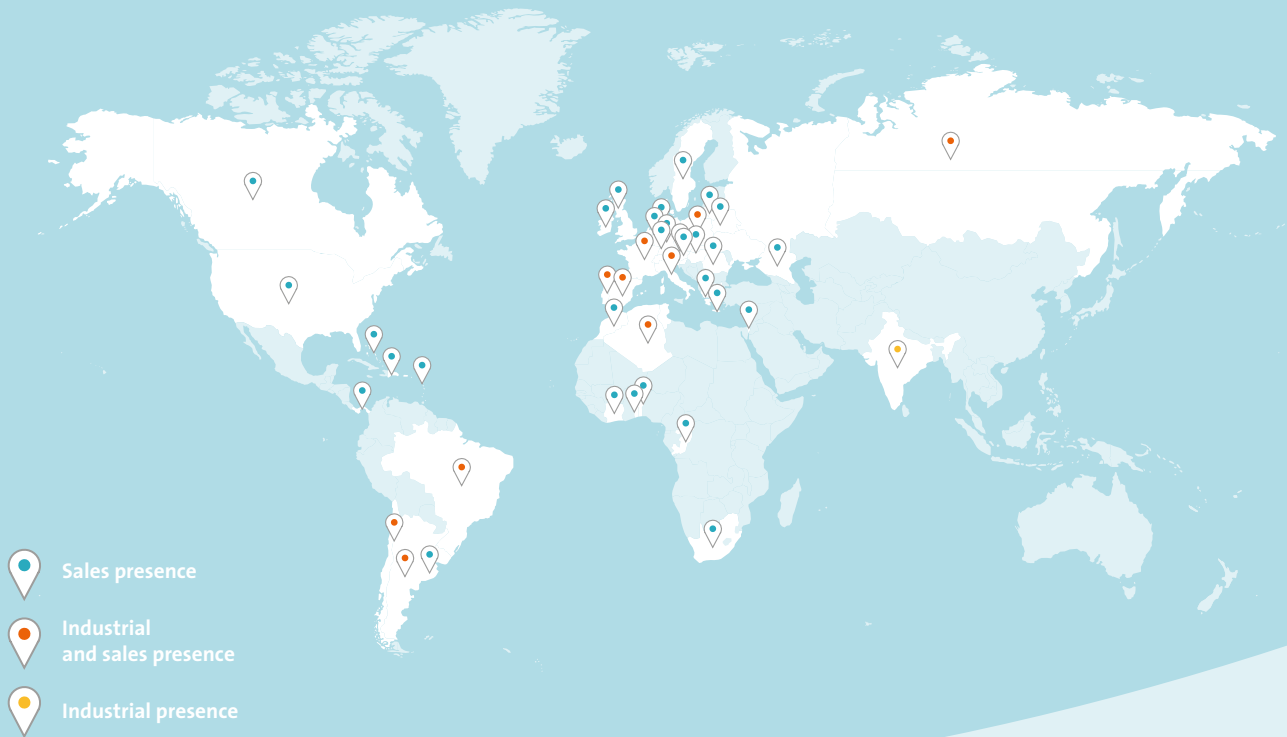 Sales presence
Industrial
and sales presence
Industrial presence